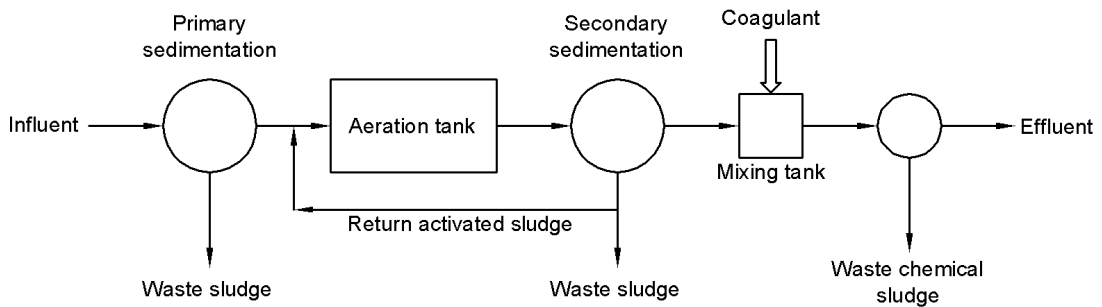 Primary
sedimentation
Secondary
sedimentation
Coagulant
Influent
Aeration tank
Effluent
Mixing tank
Return activated sludge
Waste sludge
Waste sludge
Waste chemical
sludge